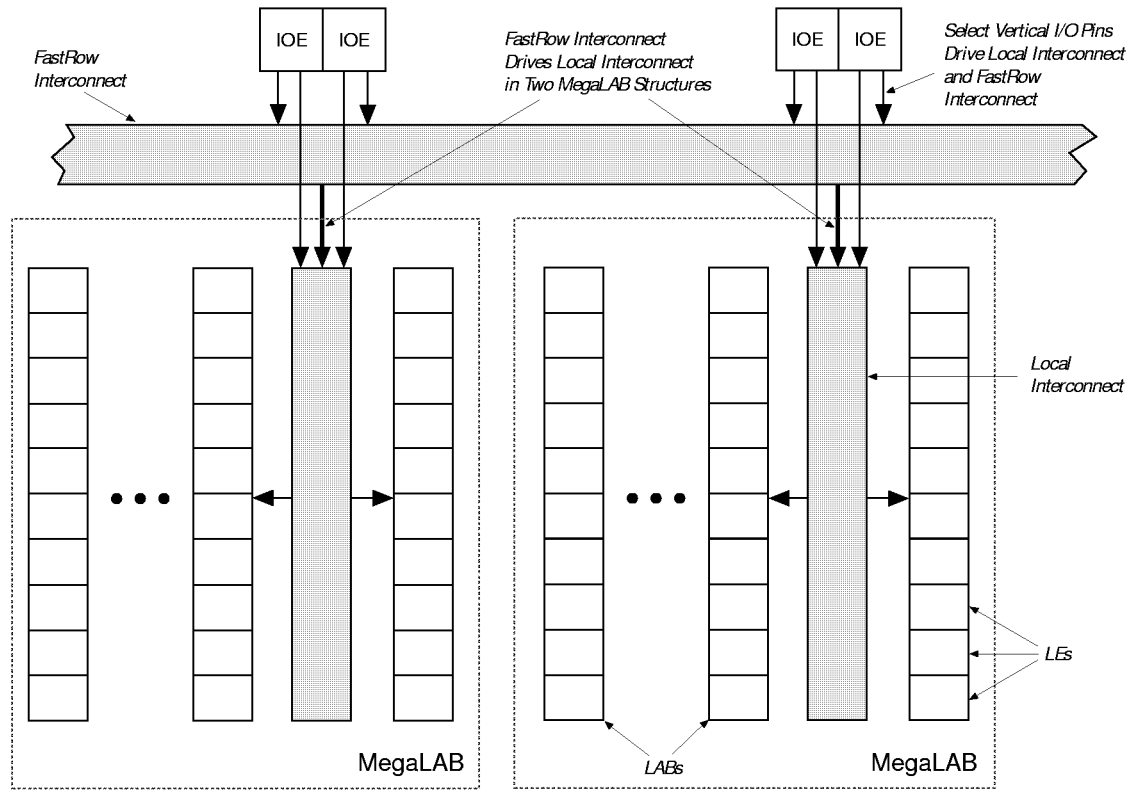 IOE
IOE
IOE
IOE
Select Vertical I/O Pins
Drive Local Interconnect
and FastRow
Interconnect
FastRow Interconnect
Drives Local Interconnect
in Two MegaLAB Structures
FastRow
Interconnect
Local
Interconnect
LEs
LABs
MegaLAB
MegaLAB